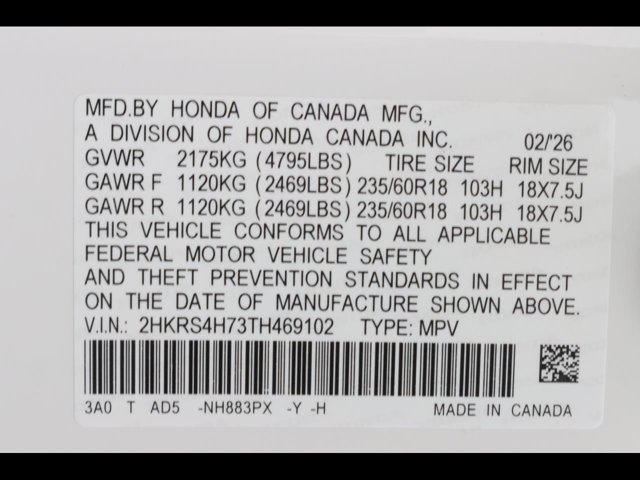 MFD.BY HONDA OF CANADA MFG.,
A DIVISION OF HONDA CANADA INC. 02/'26
GVWR 2175KG (4795LBS) TIRE SIZE RIM SIZE
GAWR F 1120KG (2469LBS) 235/60R18 103H 18X7.5J
GAWR R 1120KG (2469LBS) 235/60R18 103H 18X7.5J
THIS VEHICLE CONFORMS TO ALL APPLICABLE
FEDERAL MOTOR VEHICLE SAFETY
AND THEFT PREVENTION STANDARDS IN EFFECT
ON THE DATE OF MANUFACTURE SHOWN ABOVE.
V.I.N.: 2HKRS4H73TH469102 TYPE: MPV
3A0 T AD5 -NH883PX -Y -H MADE IN CANADA